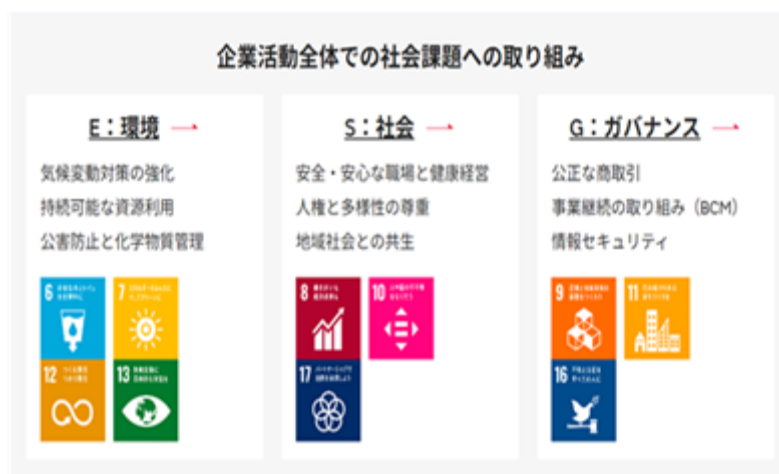 企業活動全体での社会課題への取り組み
E：環境
気候変動対策の強化
持続可能な資源利用
公害防止と化学物質管理
6
7
12
13
S：社会
安全・安心な職場と健康経営
人権と多様性の尊重
地域社会との共生
8
10
17
G：ガバナンス
公正な商取引
事業継続の取り組み（BCM）
情報セキュリティ
9
11
16